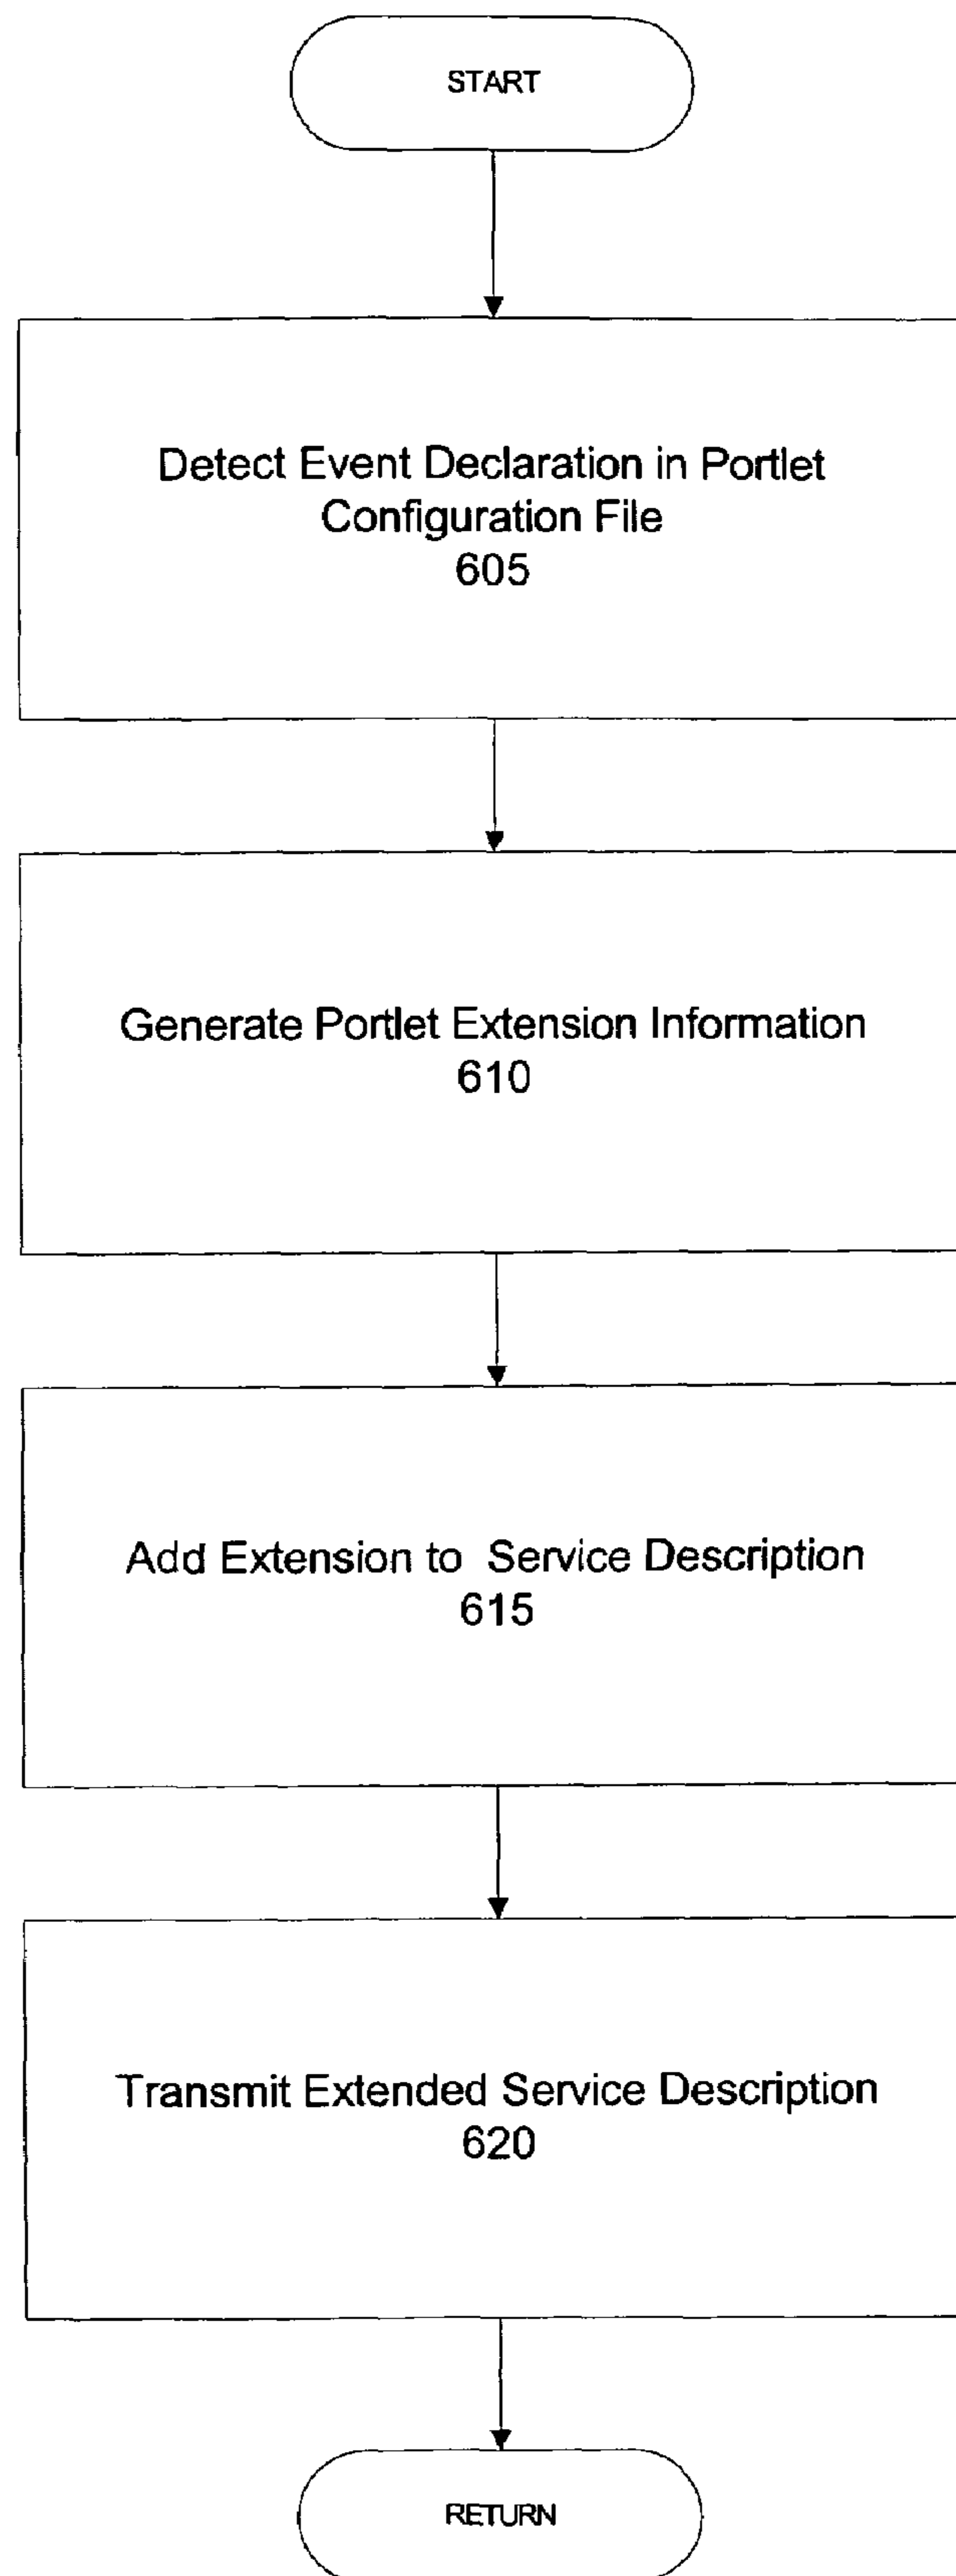 START
Detect Event Declaration in Portlet
Configuration File
605
Generate Portlet Extension Information
610
Add Extension to Service Description
615
Transmit Extended Service Description
620
RETURN